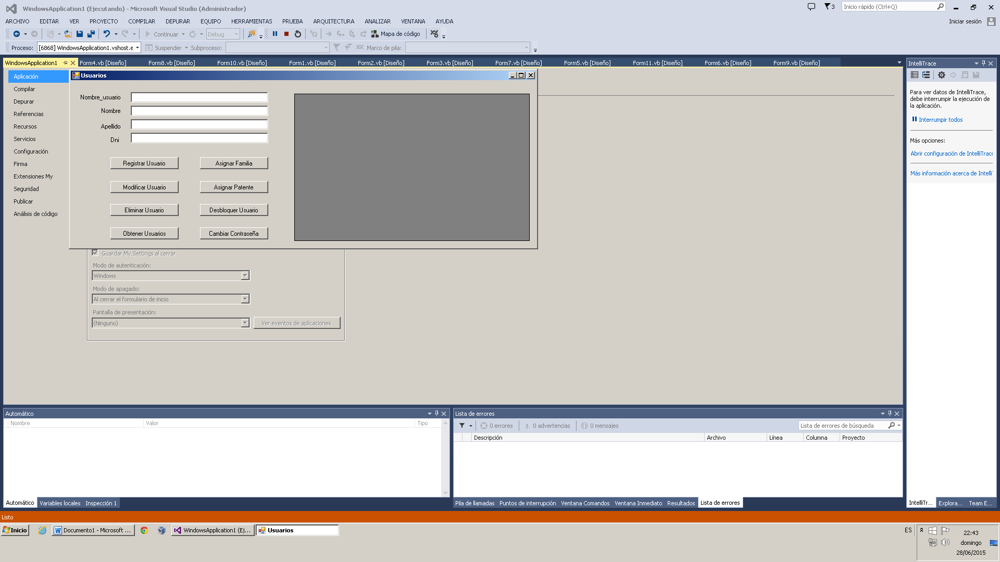 WindowsApplication1 (Ejecutando) - Microsoft Visual Studio (Administrador)
3
Inicio rápido (Ctrl+Q)
ARCHIVO EDITAR VER PROYECTO COMPILAR DEPURAR EQUIPO HERRAMIENTAS PRUEBA ARQUITECTURA ANALIZAR VENTANA AYUDA
Iniciar sesión
Continuar Debug Mapa de código
Proceso: [6868] WindowsApplication1.vshost.e Suspender Subproceso: Marco de pila:
WindowsApplication1 Form4.vb [Diseño] Form8.vb [Diseño] Form10.vb [Diseño] Form1.vb [Diseño] Form2.vb [Diseño] Form3.vb [Diseño] Form7.vb [Diseño] Form5.vb [Diseño] Form11.vb [Diseño] Form6.vb [Diseño] Form9.vb [Diseño]
Aplicación
Compilar
Depurar
Referencias
Recursos
Servicios
Configuración
Firma
Extensiones My
Seguridad
Publicar
Análisis de código
Usuarios
Nombre_usuario
Nombre
Apellido
Dni
Registrar Usuario Asignar Familia
Modificar Usuario Asignar Patente
Eliminar Usuario Desbloquer Usuario
Obtener Usuarios Cambiar Contraseña
Guardar My.Settings al cerrar
Modo de autenticación:
Windows
Modo de apagado:
Al cerrar el formulario de inicio
Pantalla de presentación:
(Ninguno) Ver eventos de aplicaciones
IntelliTrace
Para ver datos de IntelliTrace,
debe interrumpir la ejecución de
la aplicación.
Interrumpir todos
Más opciones:
Abrir configuración de IntelliTrace
Más información acerca de Intelli
Automático
Nombre Valor Tipo
Automático Variables locales Inspección 1
Lista de errores
0 errores 0 advertencias 0 mensajes Lista de errores de búsqueda
Descripción Archivo Línea Columna Proyecto
Pila de llamadas Puntos de interrupción Ventana Comandos Ventana Inmediato Resultados Lista de errores
IntelliTr... Explora... Team E...
Listo
Inicio Documento1 - Microsoft ... WindowsApplication1 (Ej... Usuarios
ES
22:43
domingo
28/06/2015